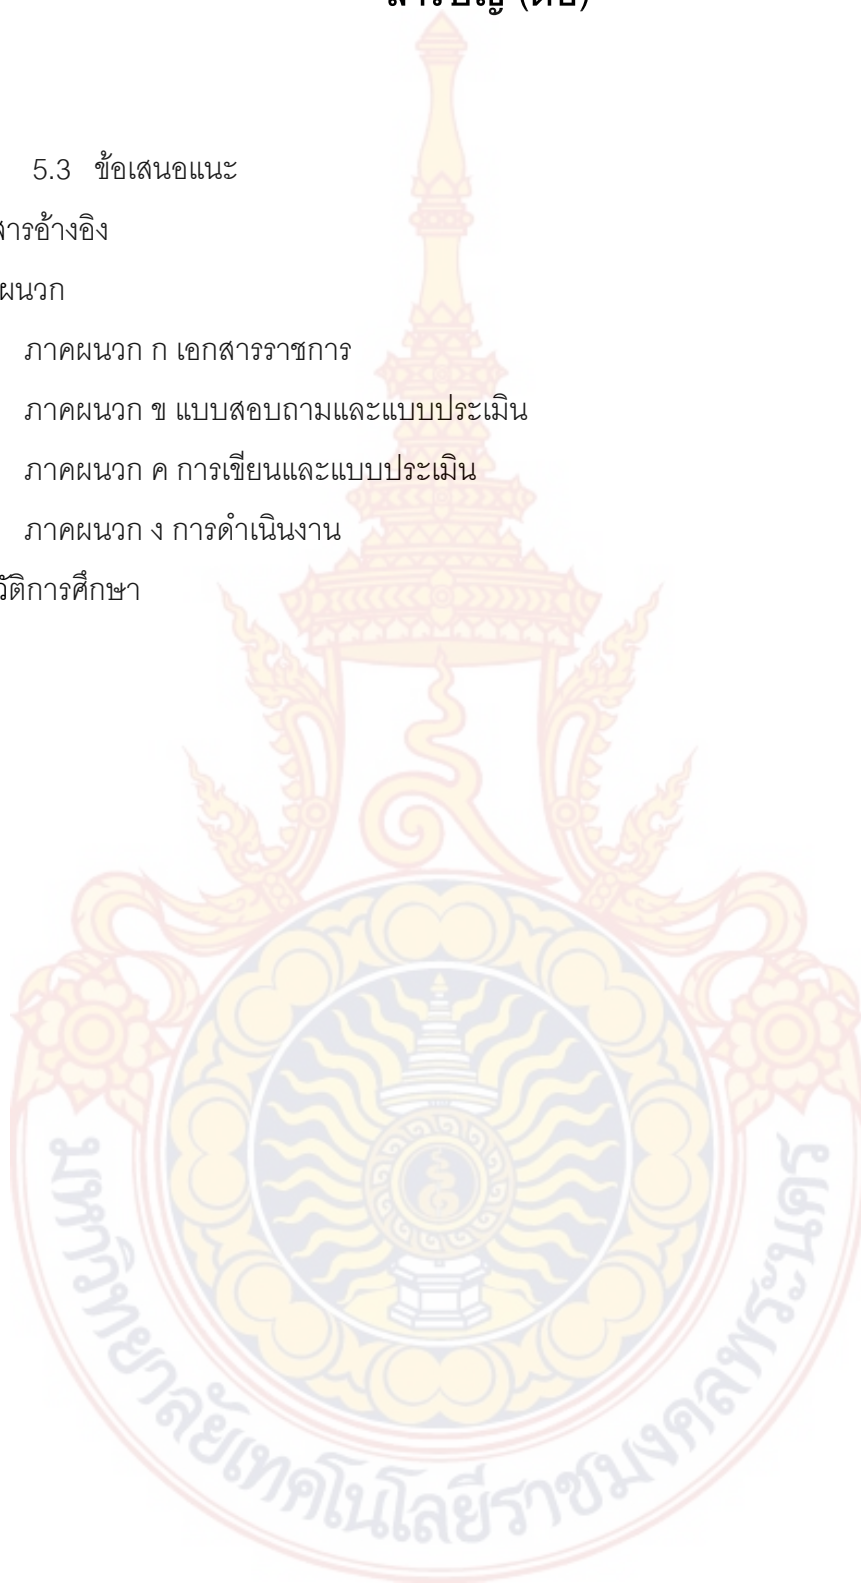 สารบัญ (ต่อ)
5.3 ข้อเสนอแนะ
สารอ้างอิง
ผนวก
ภาคผนวก ก เอกสารราชการ
ภาคผนวก ข แบบสอบถามและแบบประเมิน
ภาคผนวก ค การเขียนและแบบประเมิน
ภาคผนวก ง การดำเนินงาน
วัติการศึกษา
มหาวิทยาลัยเทคโนโลยีราชมงคลพระนคร